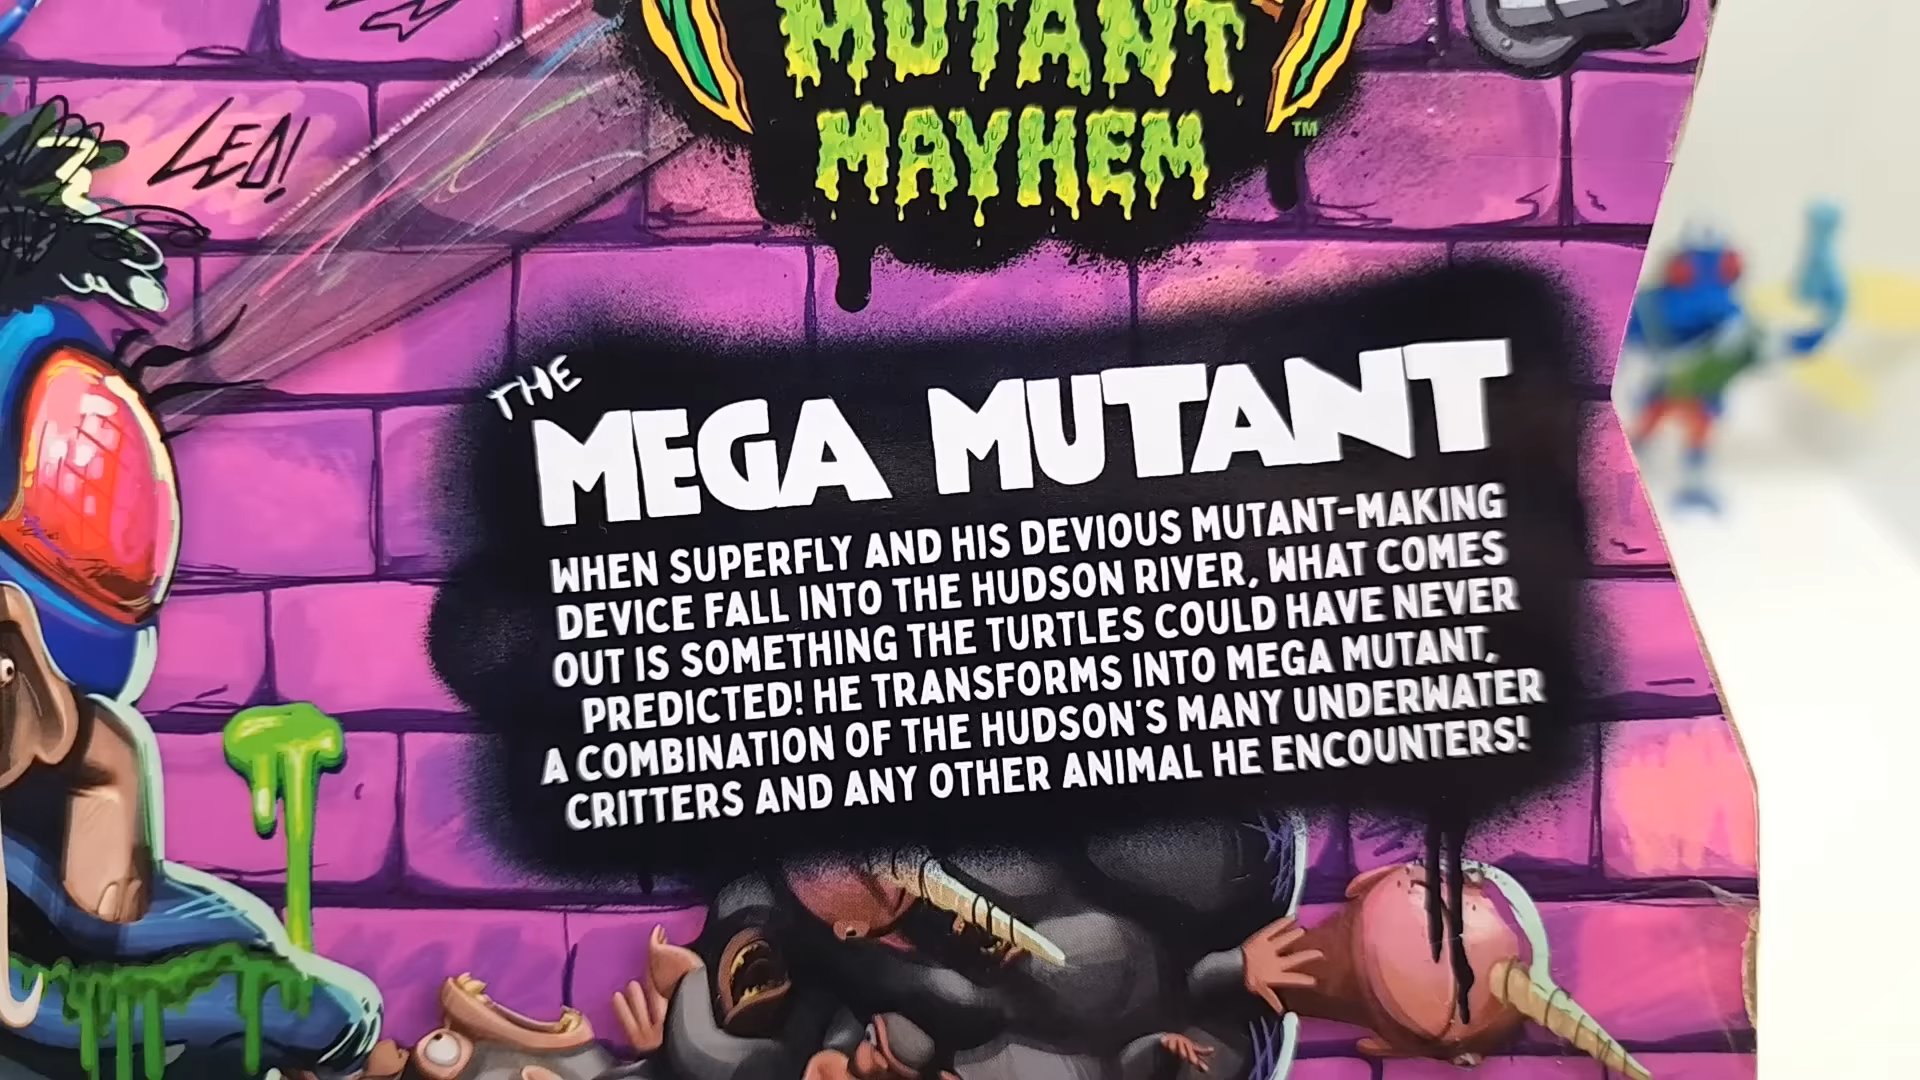 MUTANT
MAYHEM
TM
LEO!
THE
MEGA MUTANT
WHEN SUPERFLY AND HIS DEVIOUS MUTANT-MAKING
DEVICE FALL INTO THE HUDSON RIVER, WHAT COMES
OUT IS SOMETHING THE TURTLES COULD HAVE NEVER
PREDICTED! HE TRANSFORMS INTO MEGA MUTANT,
A COMBINATION OF THE HUDSON'S MANY UNDERWATER
CRITTERS AND ANY OTHER ANIMAL HE ENCOUNTERS!